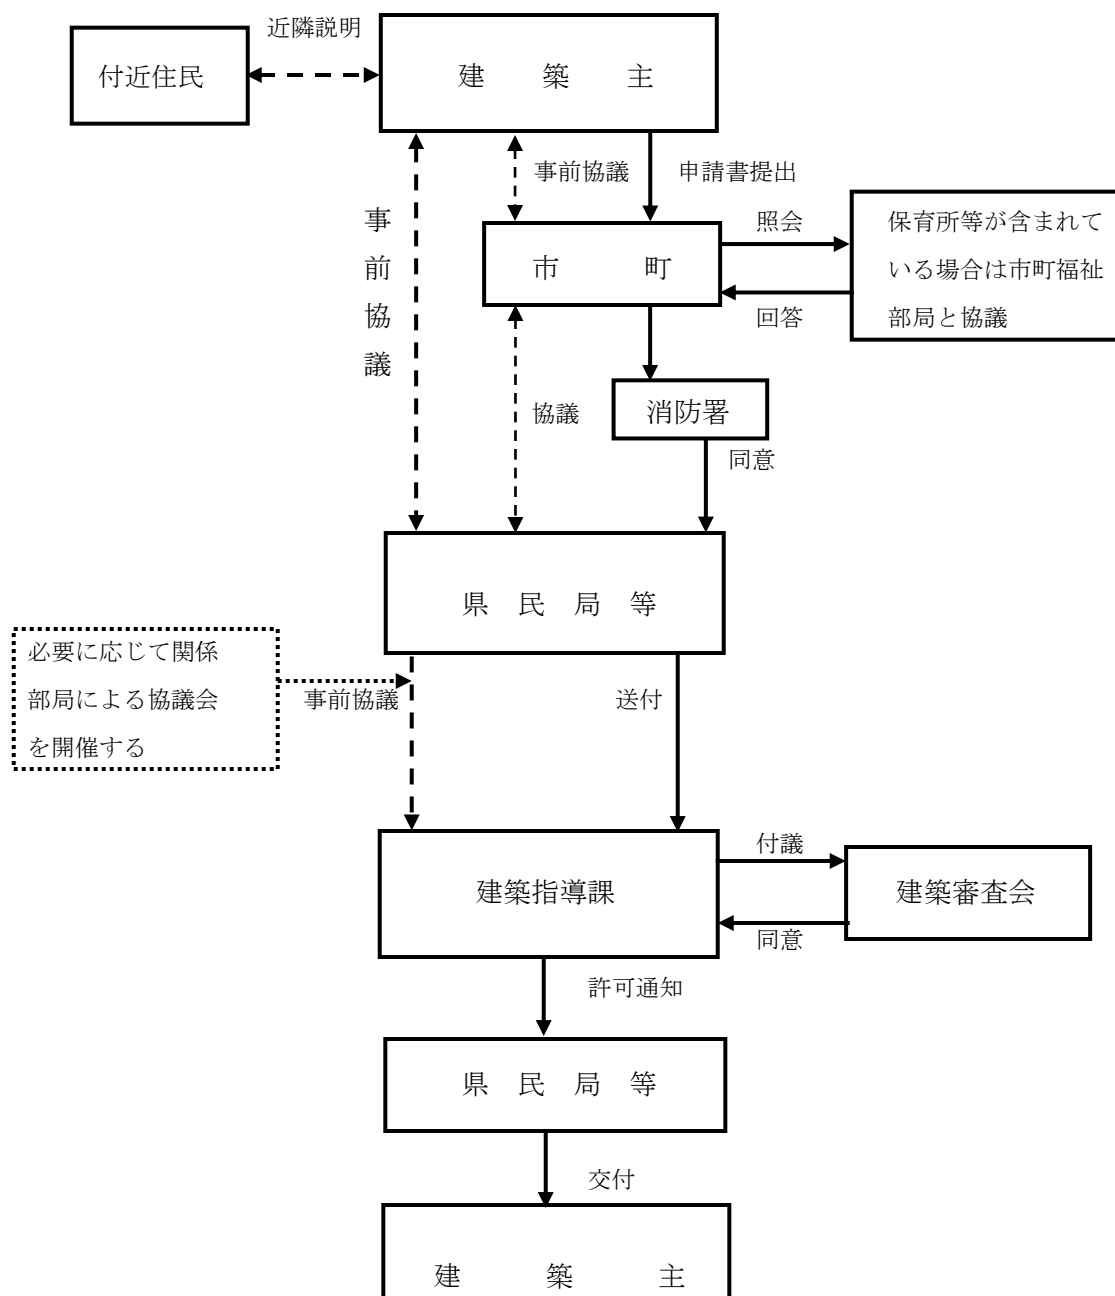 近隣説明
付近住民
建築主
事前協議
申請書提出
事前協議
市町
照会
回答
保育所等が含まれて
いる場合は市町福祉
部局と協議
消防署
協議
同意
県民局等
必要に応じて関係
部局による協議会
を開催する
事前協議
送付
建築指導課
付議
同意
建築審査会
許可通知
県民局等
交付
建築主